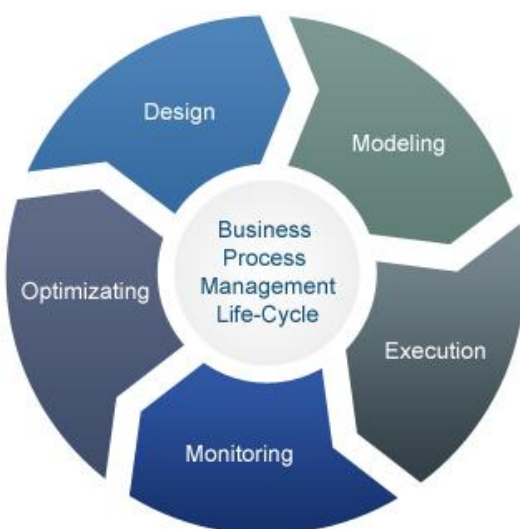 Design
Modeling
Business
Process
Management
Life-Cycle
Optimizating
Execution
Monitoring